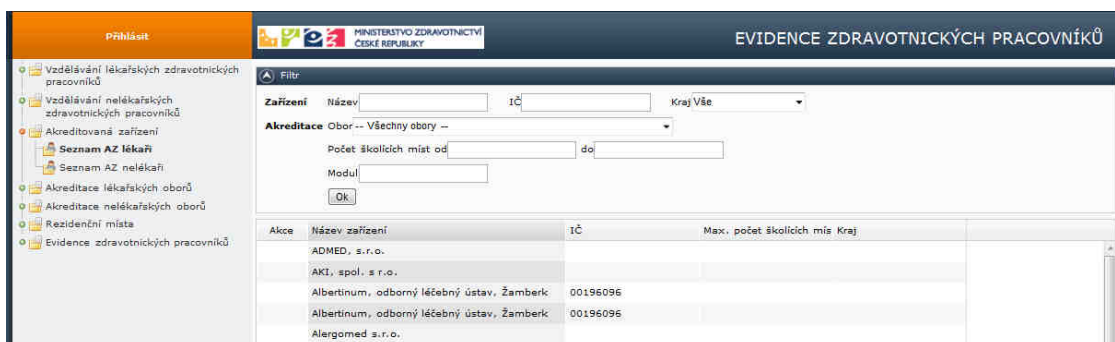 Přihlásit
MINISTERSTVO ZDRAVOTNICTVÍ
ČESKÉ REPUBLIKY
EVIDENCE ZDRAVOTNICKÝCH PRACOVNÍKŮ
Vzdělávání lékařských zdravotnických
pracovníků
Vzdělávání nelékařských
zdravotnických pracovníků
Akreditovaná zařízení
Seznam AZ lékaři
Seznam AZ nelékaři
Akreditace lékařských oborů
Akreditace nelékařských oborů
Rezidenční místa
Evidence zdravotnických pracovníků
Filtr
Zařízení Název IČ Kraj Vše
Akreditace Obor -- Všechny obory --
Počet školících míst od do
Modul
Ok
Akce Název zařízení IČ Max. počet školících mís Kraj
ADMED, s.r.o.
AKI, spol. s r.o.
Albertinum, odborný léčebný ústav, Žamberk 00196096
Albertinum, odborný léčebný ústav, Žamberk 00196096
Alergomed s.r.o.